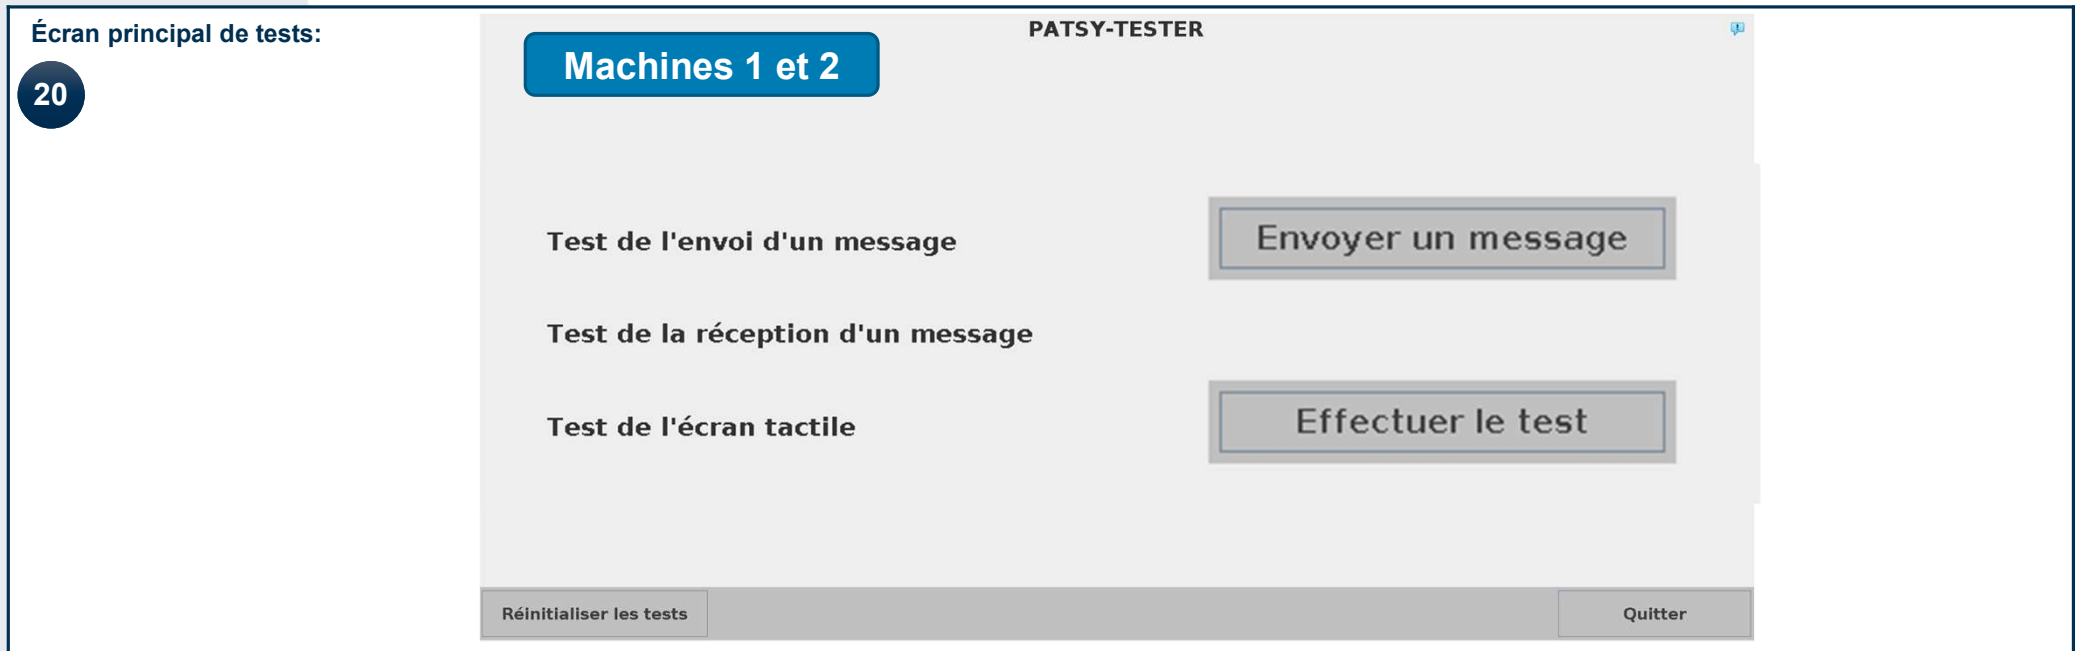 Écran principal de tests:
20
PATSY-TESTER
Machines 1 et 2
Test de l'envoi d'un message
Envoyer un message
Test de la réception d'un message
Test de l'écran tactile
Effectuer le test
Réinitialiser les tests
Quitter